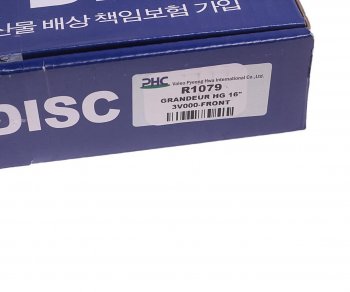 산물 배상 책임보험 가입
DISC
PHC
Valeo Pyeong Hwa International Co.,Ltd.
R1079
GRANDEUR HG 16"
3V000-FRONT